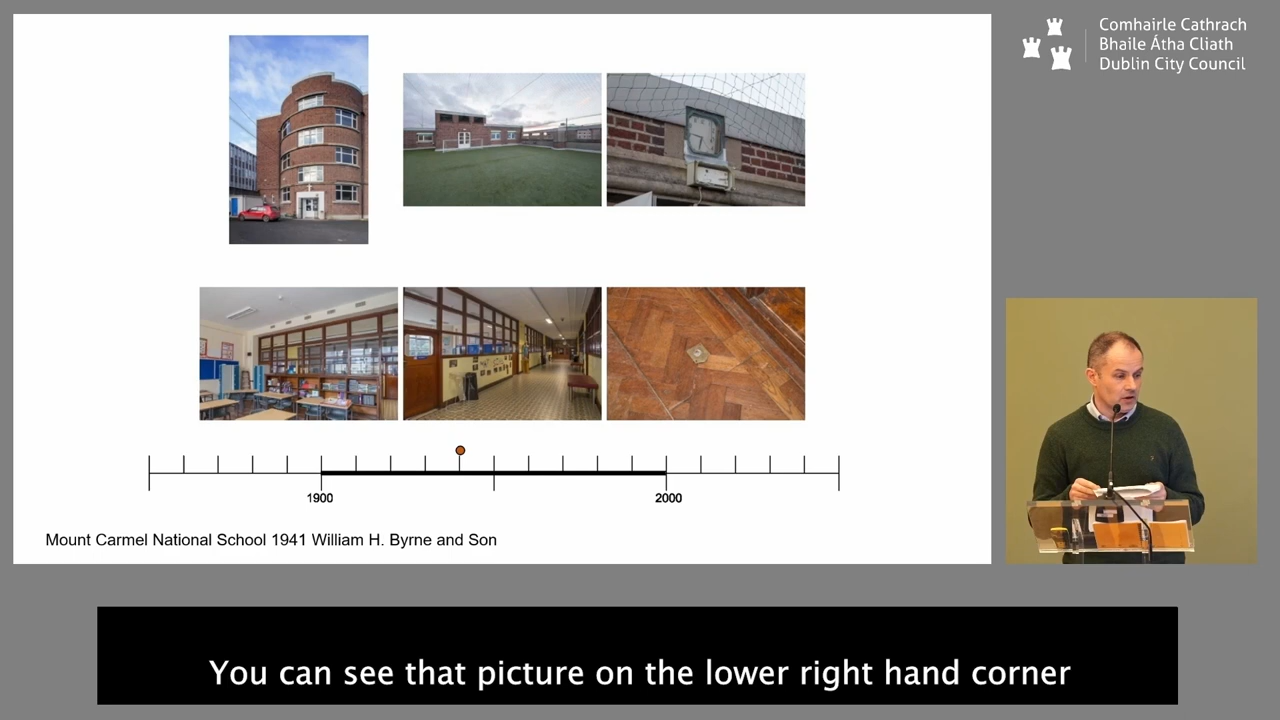 Comhairle Cathrach
Bhaile Átha Cliath
Dublin City Council
1900
2000
Mount Carmel National School 1941 William H. Byrne and Son
You can see that picture on the lower right hand corner